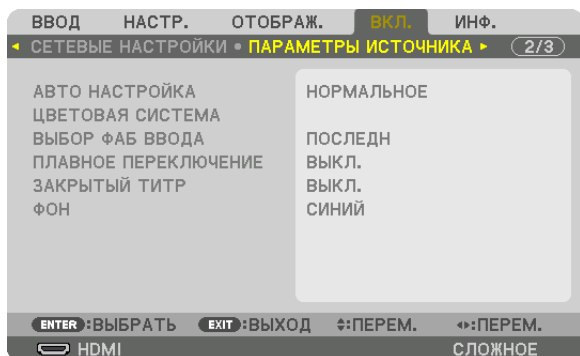 ВВОД НАСТР. ОТОБРАЖ. ВКЛ. ИНФ.
СЕТЕВЫЕ НАСТРОЙКИ • ПАРАМЕТРЫ ИСТОЧНИКА 2/3
АВТО НАСТРОЙКА НОРМАЛЬНОЕ
ЦВЕТОВАЯ СИСТЕМА
ВЫБОР ФАБ ВВОДА ПОСЛЕДН
ПЛАВНОЕ ПЕРЕКЛЮЧЕНИЕ ВЫКЛ.
ЗАКРЫТЫЙ ТИТР ВЫКЛ.
ФОН СИНИЙ
ENTER :ВЫБРАТЬ EXIT :ВЫХОД :ПЕРЕМ. :ПЕРЕМ.
HDMI СЛОЖНОЕ